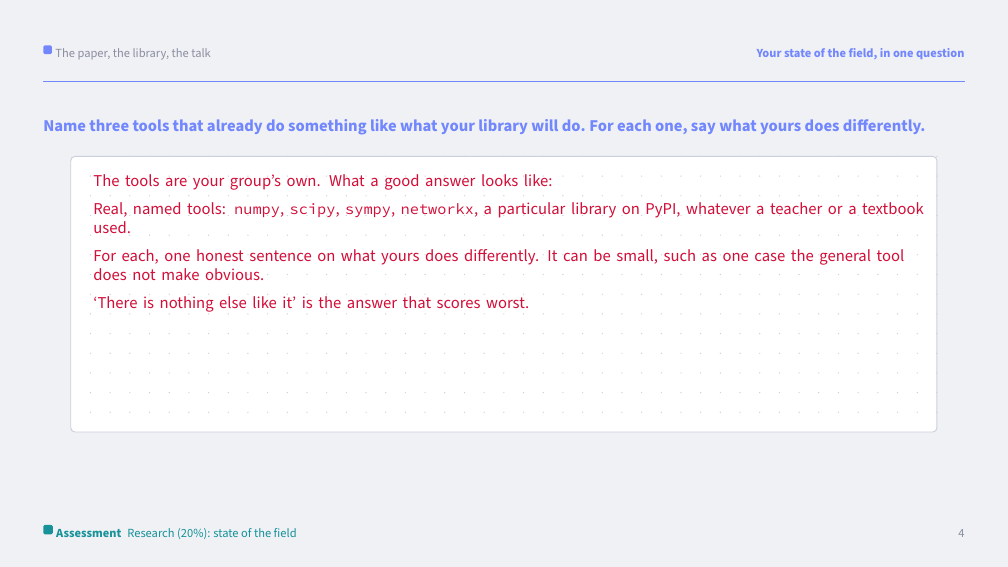 The paper, the library, the talk
Your state of the field, in one question
Name three tools that already do something like what your library will do. For each one, say what yours does differently.
The tools are your group’s own. What a good answer looks like:
Real, named tools: numpy, scipy, sympy, networkx, a particular library on PyPI, whatever a teacher or a textbook
used.
For each, one honest sentence on what yours does differently. It can be small, such as one case the general tool
does not make obvious.
‘There is nothing else like it’ is the answer that scores worst.
Assessment Research (20%): state of the field
4